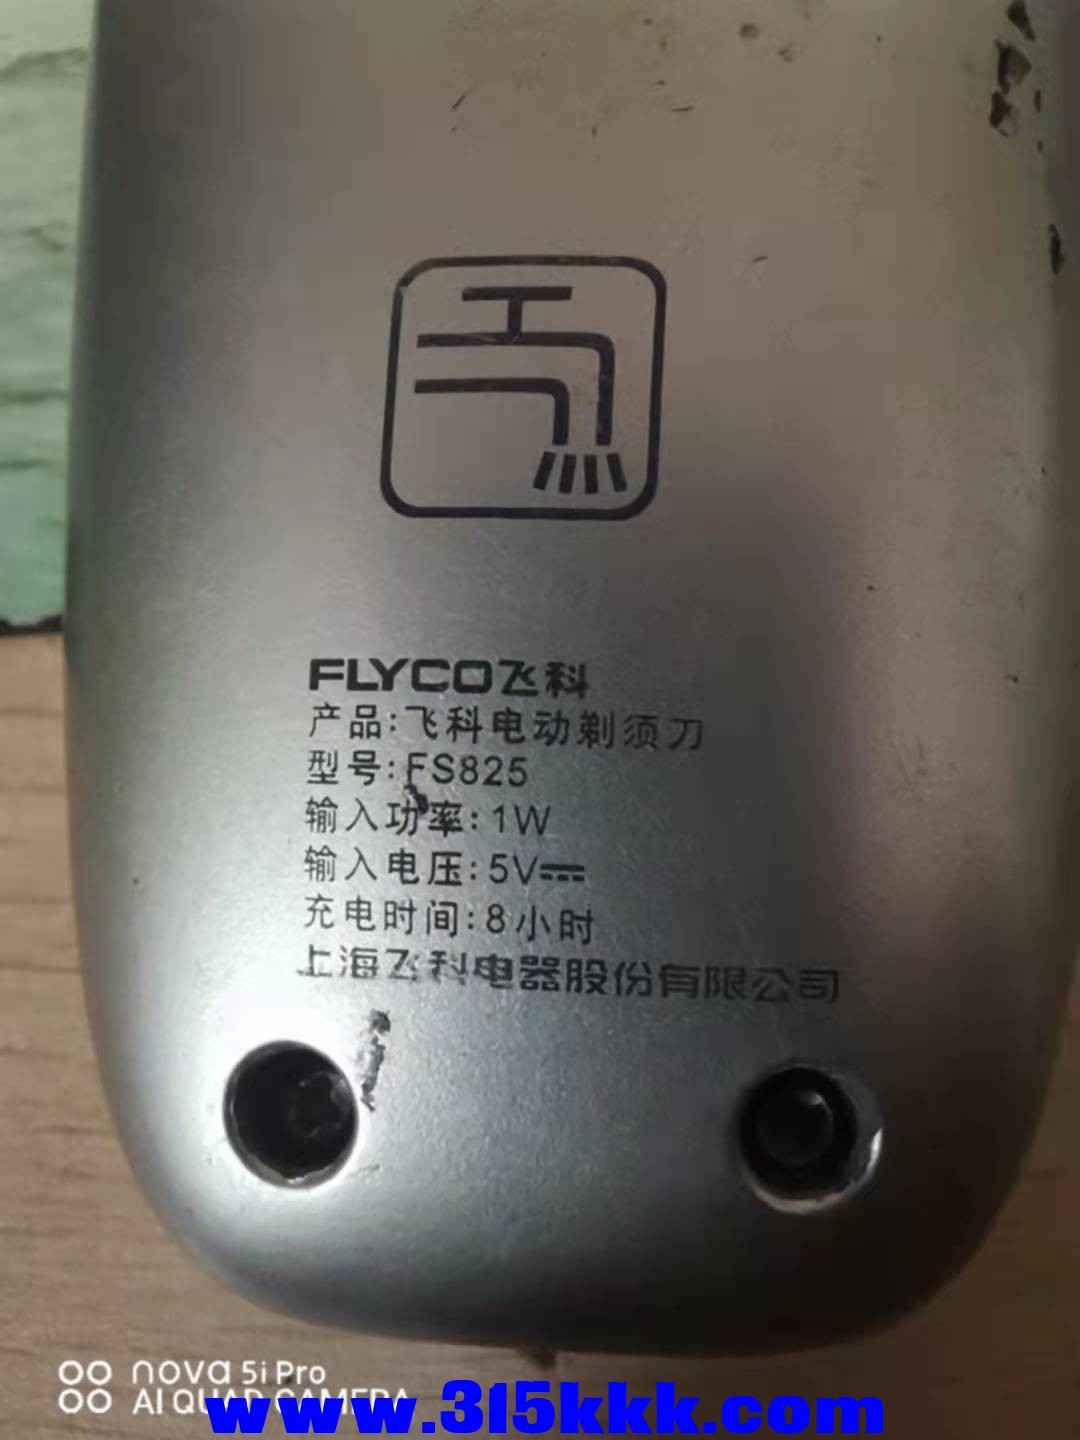 FLYCO飞科
产品:飞科电动剃须刀
型号:FS825
输入功率:1W
输入电压:5V⎓
充电时间:8小时
上海飞科电器股份有限公司
nova 5i Pro
AI QUAD CAMERA
www.315kkk.com